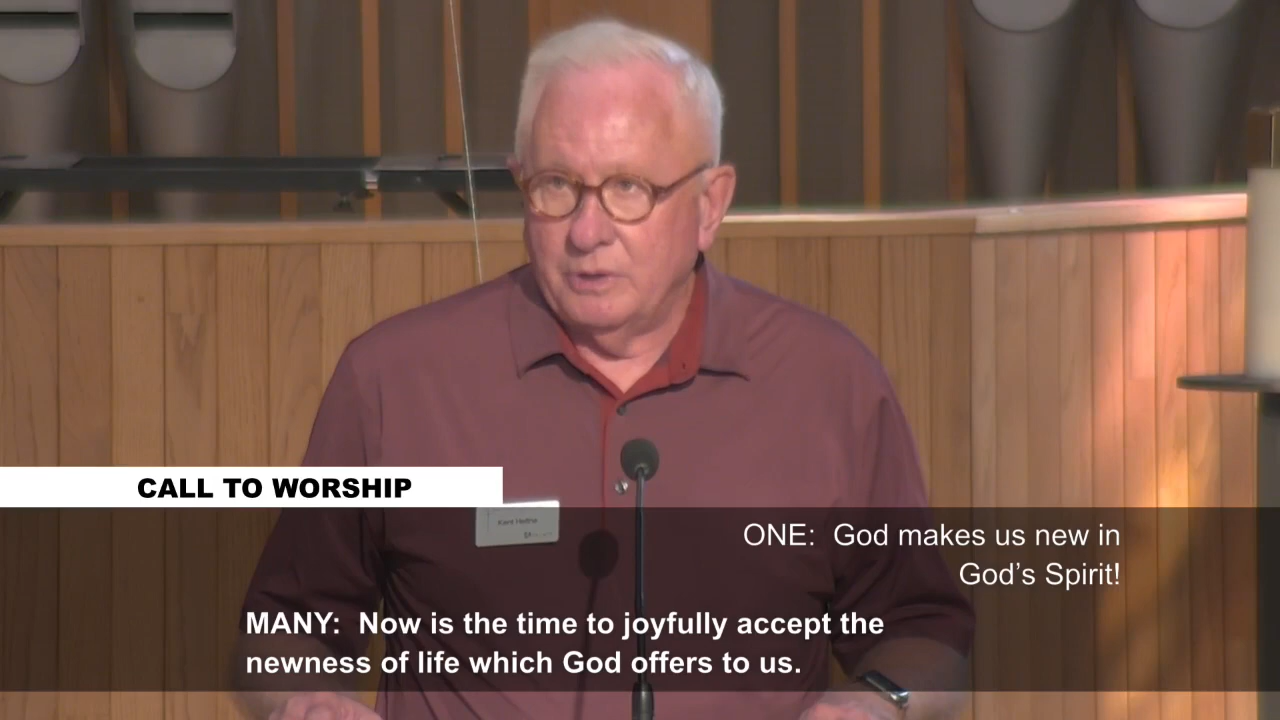 CALL TO WORSHIP
ONE: God makes us new in
God’s Spirit!
MANY: Now is the time to joyfully accept the
newness of life which God offers to us.
Kent